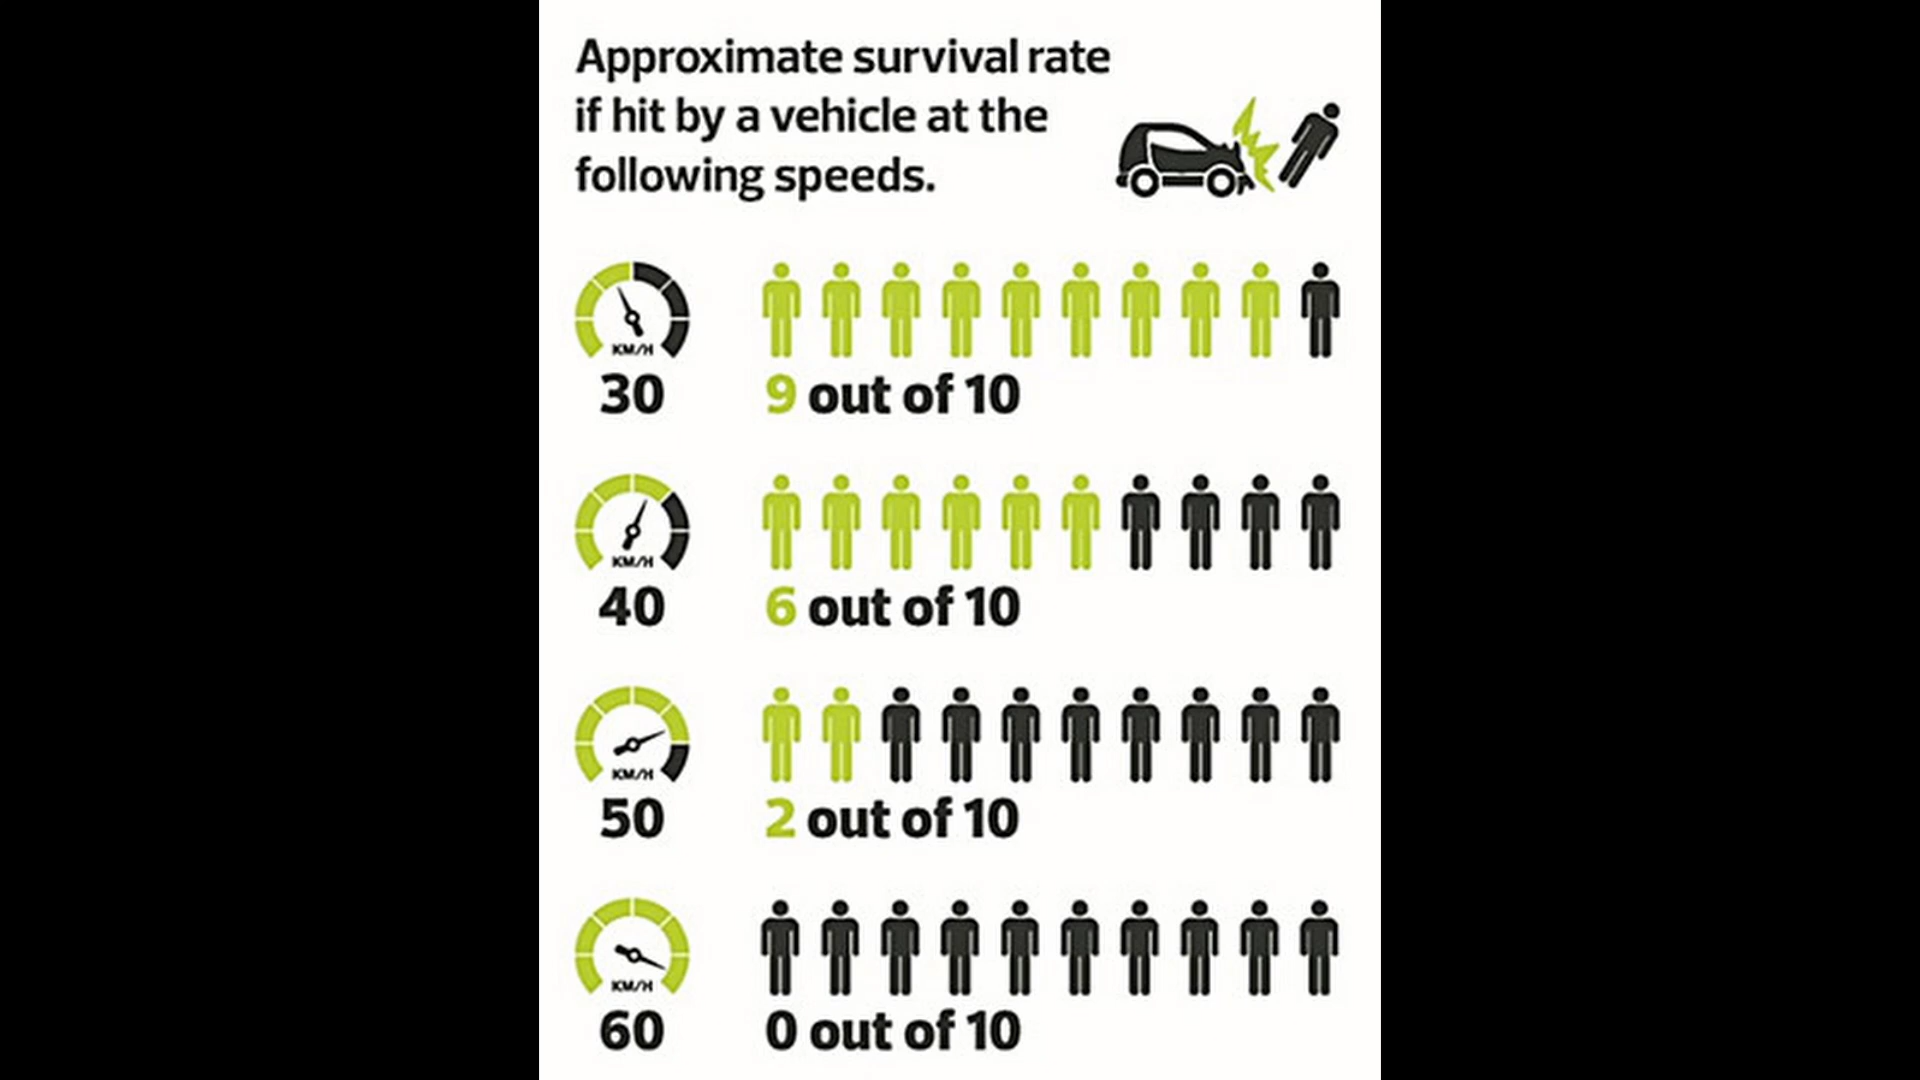 Approximate survival rate
if hit by a vehicle at the
following speeds.
KM/H
30
9 out of 10
KM/H
40
6 out of 10
KM/H
50
2 out of 10
KM/H
60
0 out of 10